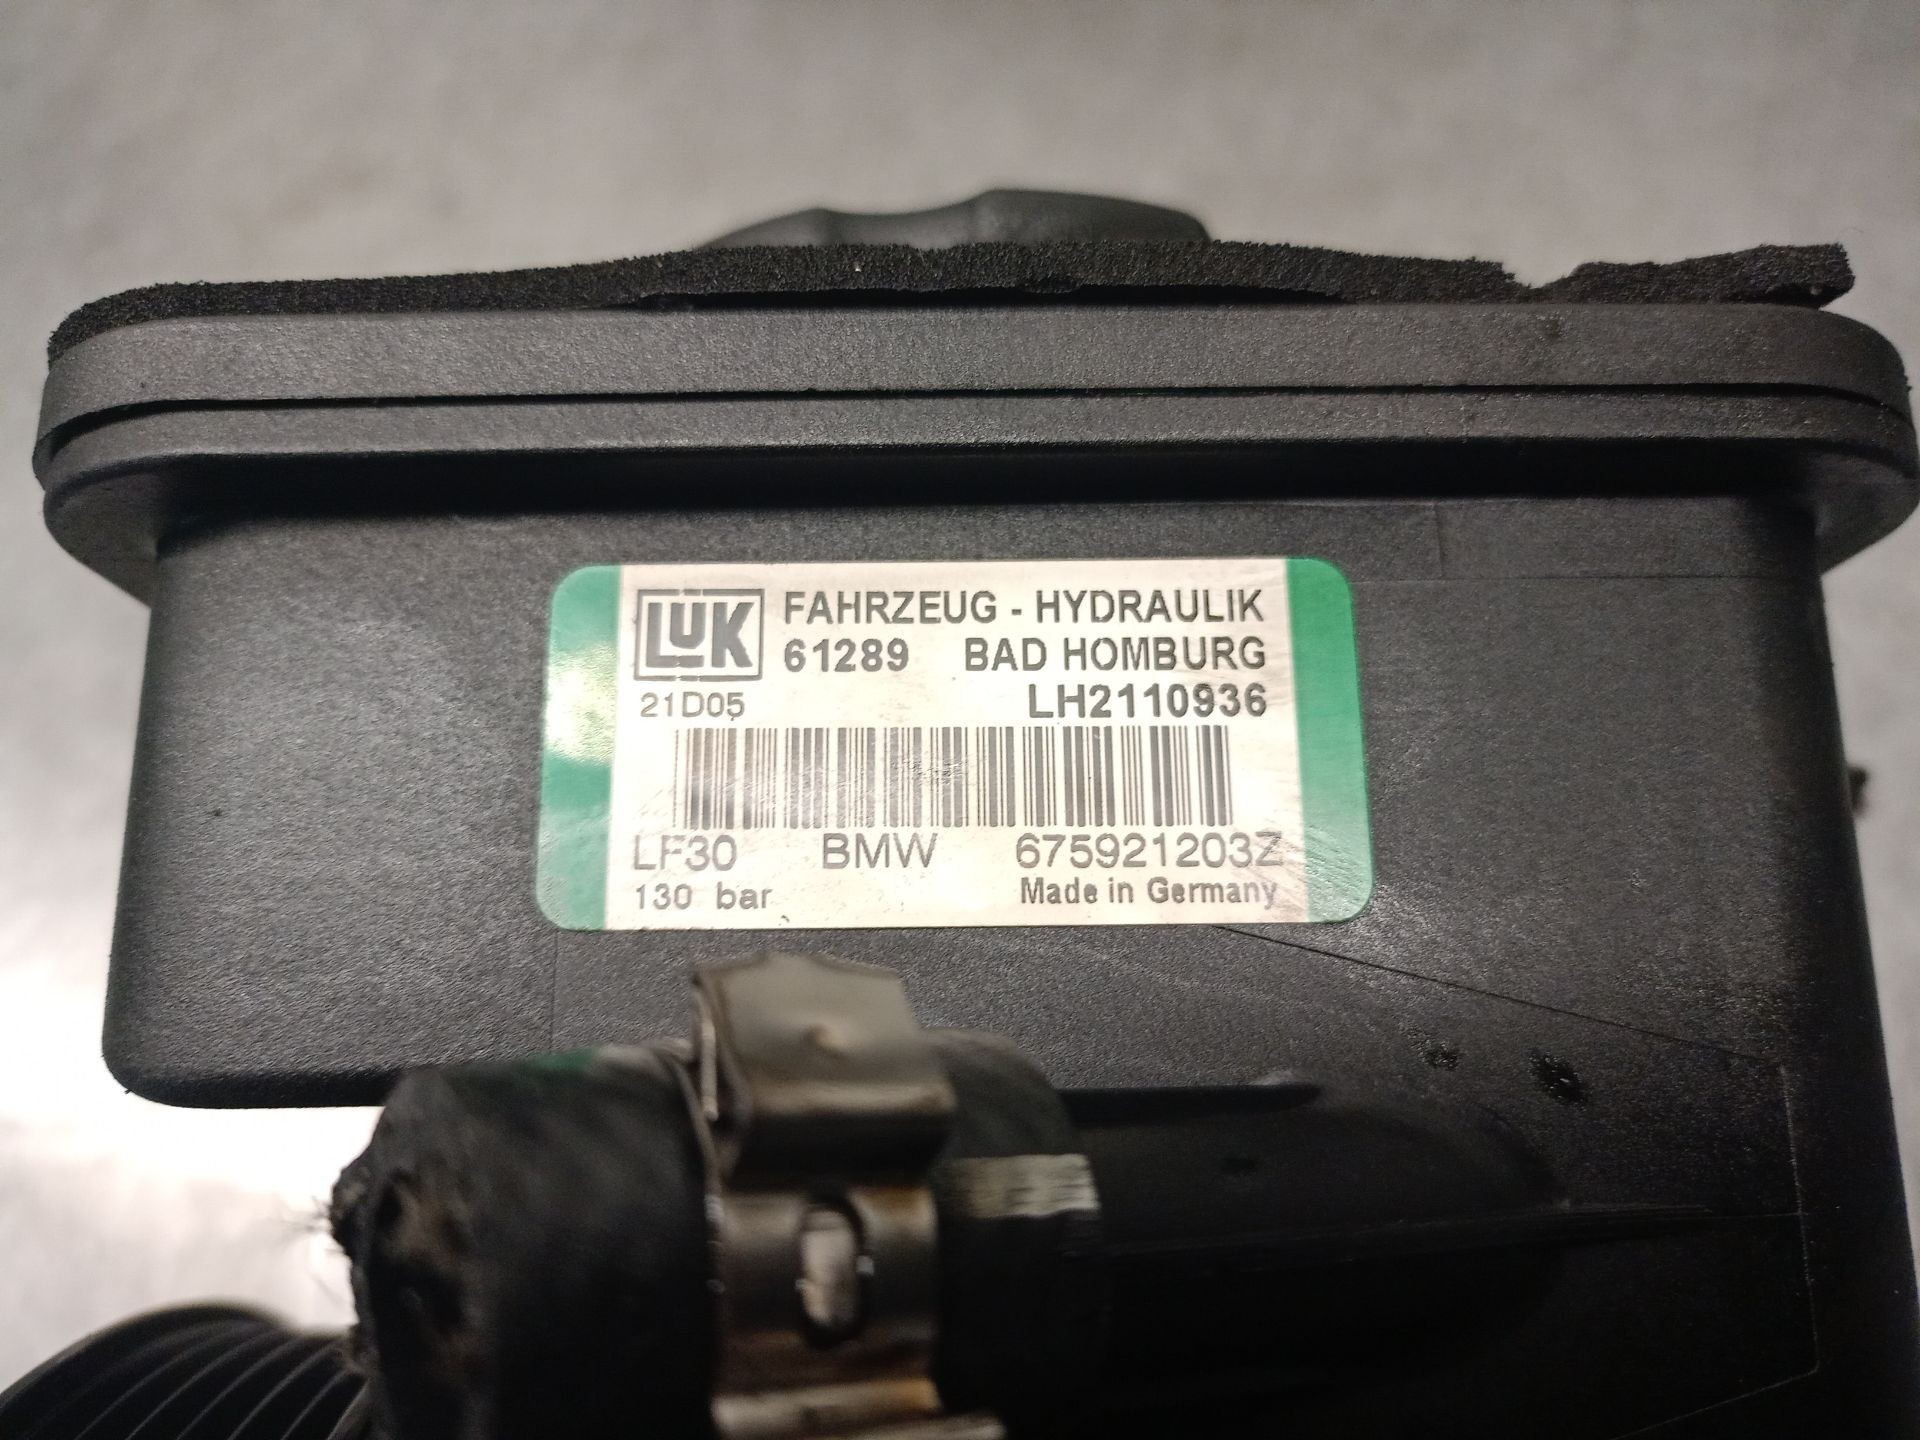 LuK FAHRZEUG - HYDRAULIK
61289 BAD HOMBURG
21D05 LH2110936
LF30 BMW 675921203Z
130 bar Made in Germany